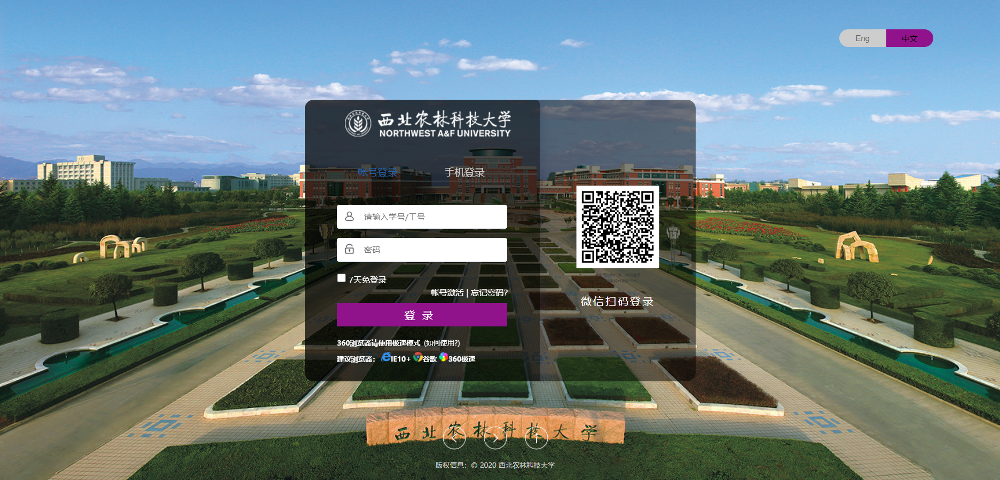 Eng
中文
西北农林科技大学
NORTHWEST A&F UNIVERSITY
帐号登录
手机登录
请输入学号/工号
密码
7天免登录
帐号激活 | 忘记密码?
登 录
360浏览器请使用极速模式 (如何使用?)
建议浏览器： IE10+ 谷歌 360极速
微信扫码登录
西北农林科技大学
版权信息：© 2020 西北农林科技大学